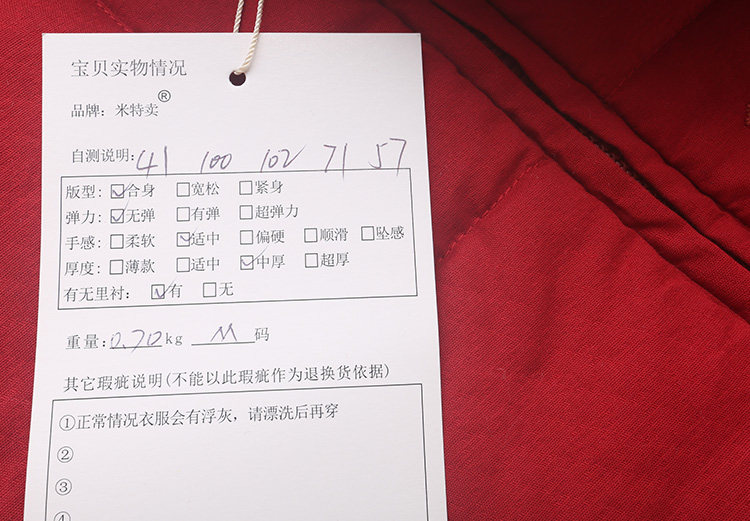 宝贝实物情况
品牌：米特卖®
自测说明：41 100 102 71 57
版型：☑合身 □宽松 □紧身
弹力：☑无弹 □有弹 □超弹力
手感：□柔软 ☑适中 □偏硬 □顺滑 □坠感
厚度：□薄款 □适中 ☑中厚 □超厚
有无里衬：☑有 □无
重量：0.70kg M码
其它瑕疵说明(不能以此瑕疵作为退换货依据)
①正常情况衣服会有浮灰，请漂洗后再穿
②
③
④